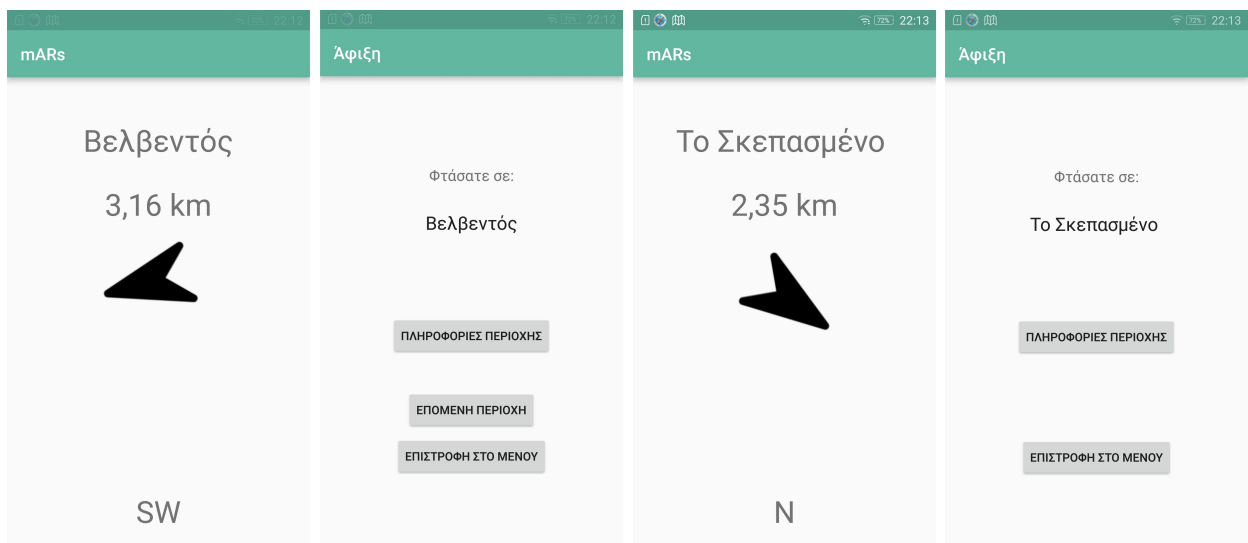 22:12
mARs
Βελβεντός
3,16 km
SW
22:12
Άφιξη
Φτάσατε σε:
Βελβεντός
ΠΛΗΡΟΦΟΡΙΕΣ ΠΕΡΙΟΧΗΣ
ΕΠΟΜΕΝΗ ΠΕΡΙΟΧΗ
ΕΠΙΣΤΡΟΦΗ ΣΤΟ ΜΕΝΟΥ
72% 22:13
mARs
Το Σκεπασμένο
2,35 km
N
72% 22:13
Άφιξη
Φτάσατε σε:
Το Σκεπασμένο
ΠΛΗΡΟΦΟΡΙΕΣ ΠΕΡΙΟΧΗΣ
ΕΠΙΣΤΡΟΦΗ ΣΤΟ ΜΕΝΟΥ